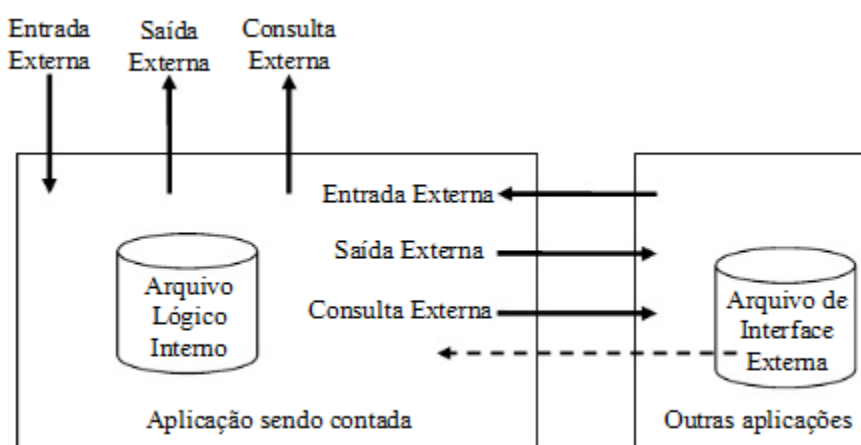 Entrada
Externa
Saída
Externa
Consulta
Externa
Entrada Externa
Saída Externa
Consulta Externa
Arquivo
Lógico
Interno
Arquivo de
Interface
Externa
Aplicação sendo contada
Outras aplicações